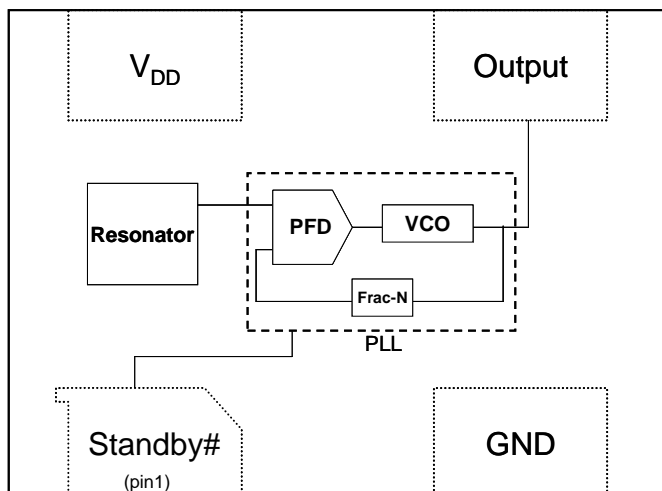 VDD
Output
Resonator
PFD
VCO
Frac-N
PLL
Standby#
(pin1)
GND